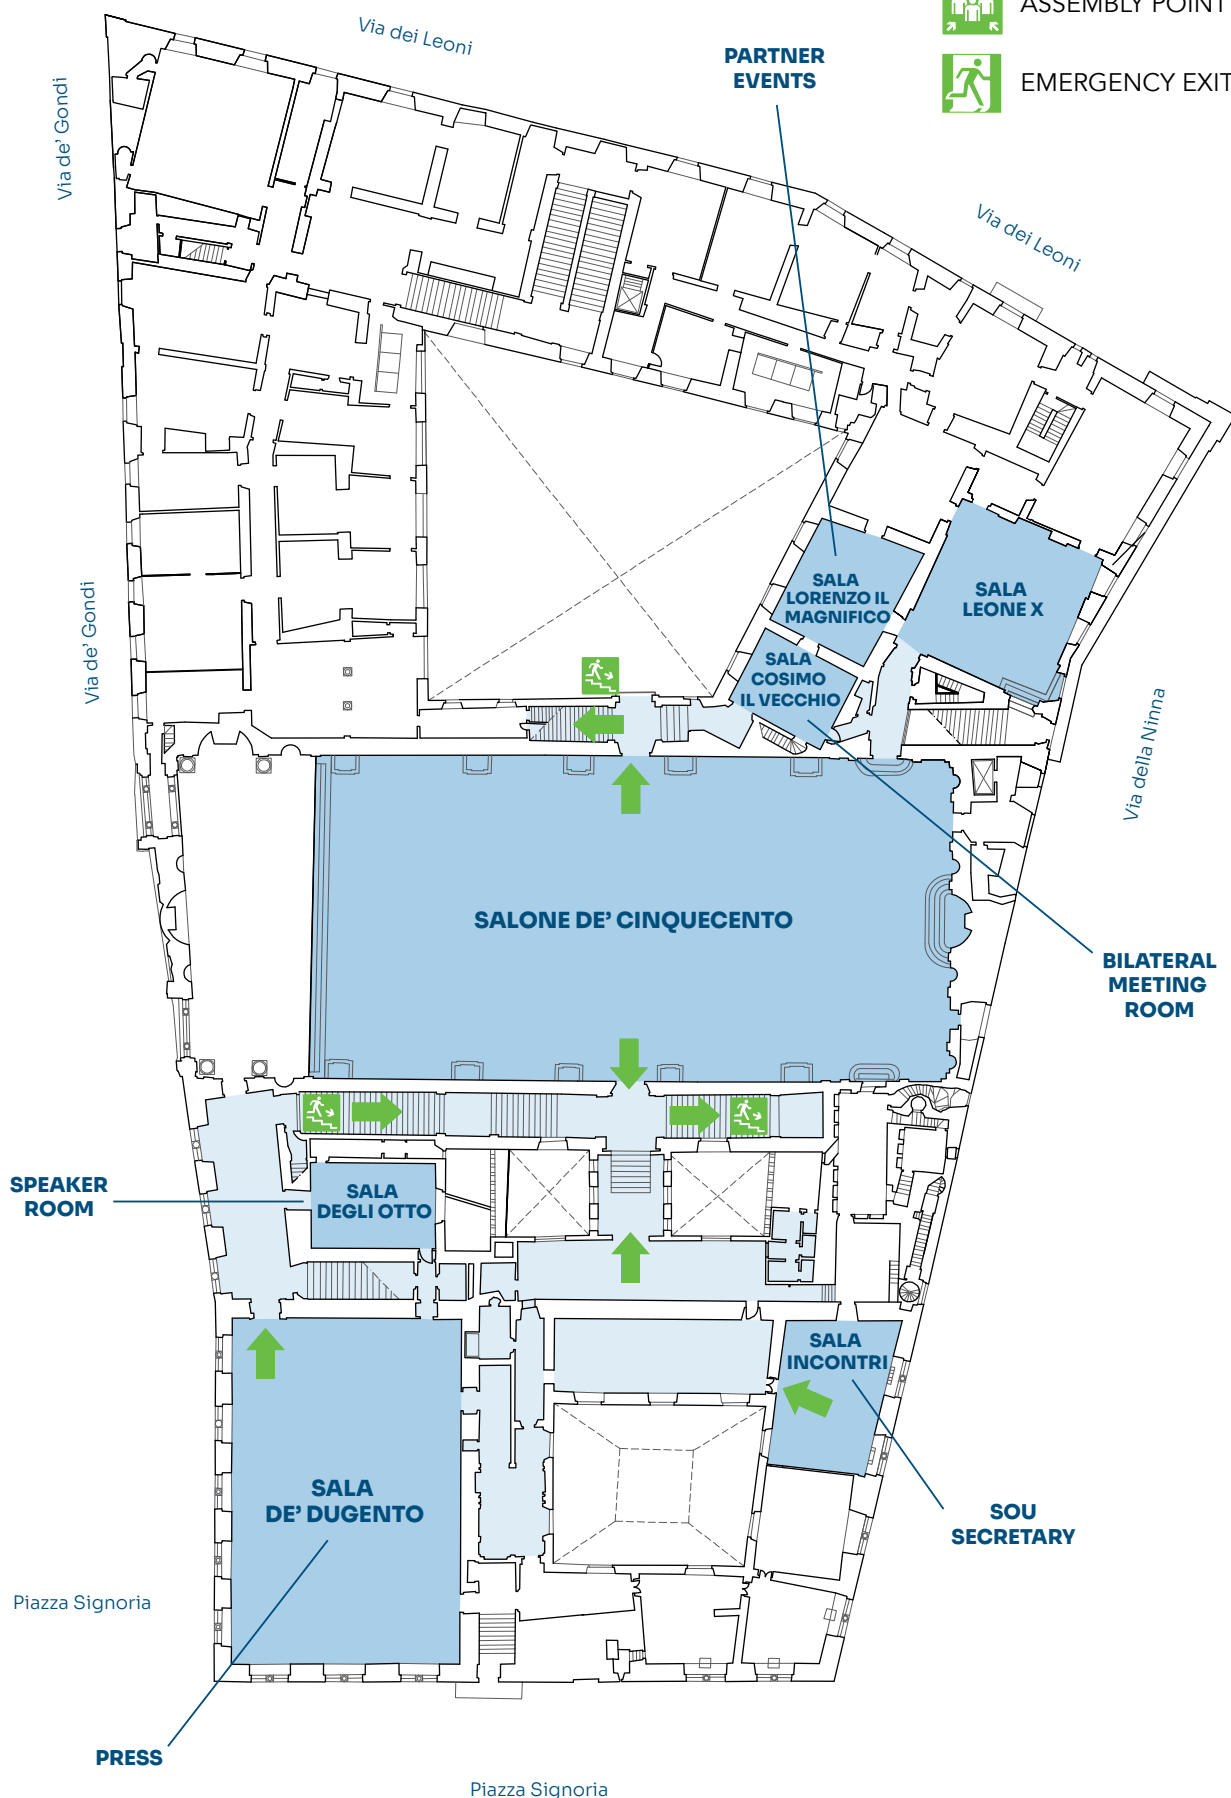 ASSEMBLY POINT
Via dei Leoni
PARTNER
EVENTS
EMERGENCY EXIT
Via de' Gondi
Via dei Leoni
SALA
LORENZO IL
MAGNIFICO
SALA
LEONE X
Via de' Gondi
SALA
COSIMO
IL VECCHIO
Via della Ninna
SALONE DE' CINQUECENTO
BILATERAL
MEETING
ROOM
SPEAKER
ROOM
SALA
DEGLI OTTO
SALA
INCONTRI
SALA
DE' DUGENTO
SOU
SECRETARY
Piazza Signoria
PRESS
Piazza Signoria